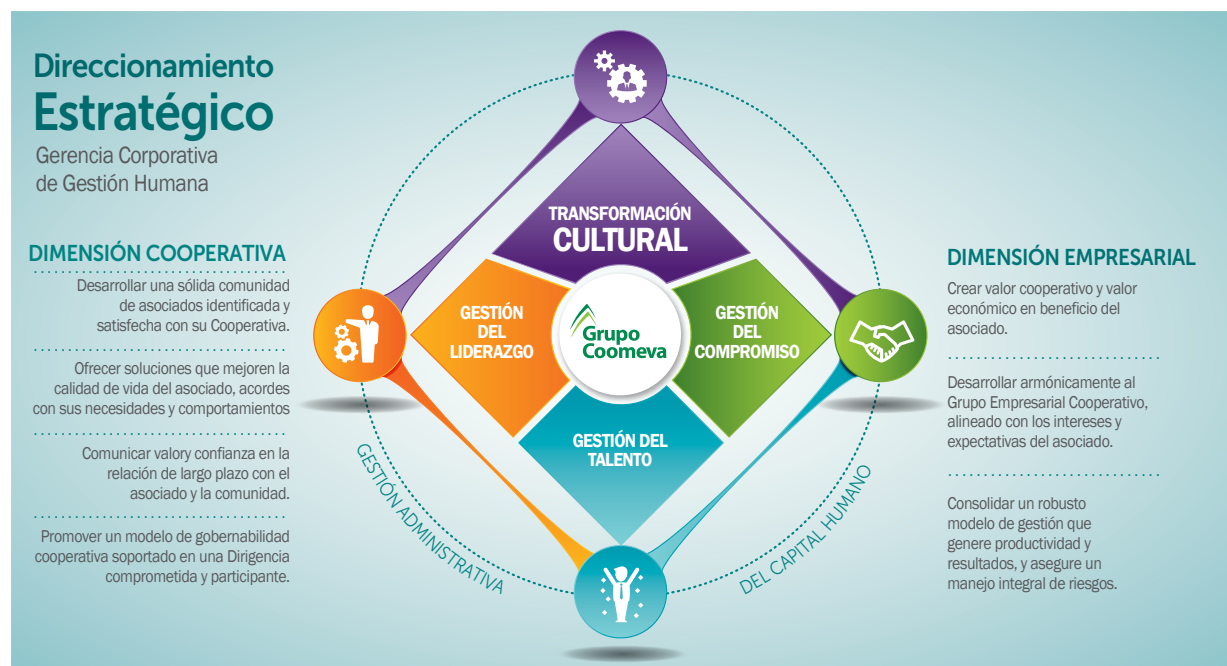 Direccionamiento
Estratégico
Gerencia Corporativa
de Gestión Humana
DIMENSIÓN COOPERATIVA
Desarrollar una sólida comunidad
de asociados identificada y
satisfecha con su Cooperativa.
Ofrecer soluciones que mejoren la
calidad de vida del asociado, acordes
con sus necesidades y comportamientos
Comunicar valory confianza en la
relación de largo plazo con el
asociado y la comunidad.
Promover un modelo de gobernabilidad
cooperativa soportado en una Dirigencia
comprometida y participante.
TRANSFORMACIÓN
CULTURAL
GESTIÓN
DEL
LIDERAZGO
Grupo
Coomeva
GESTIÓN
DEL
COMPROMISO
GESTIÓN DEL
TALENTO
GESTIÓN ADMINISTRATIVA
DEL CAPITAL HUMANO
DIMENSIÓN EMPRESARIAL
Crear valor cooperativo y valor
económico en beneficio del
asociado.
Desarrollar armónicamente al
Grupo Empresarial Cooperativo,
alineado con los intereses y
expectativas del asociado.
Consolidar un robusto
modelo de gestión que
genere productividad y
resultados, y asegure un
manejo integral de riesgos.